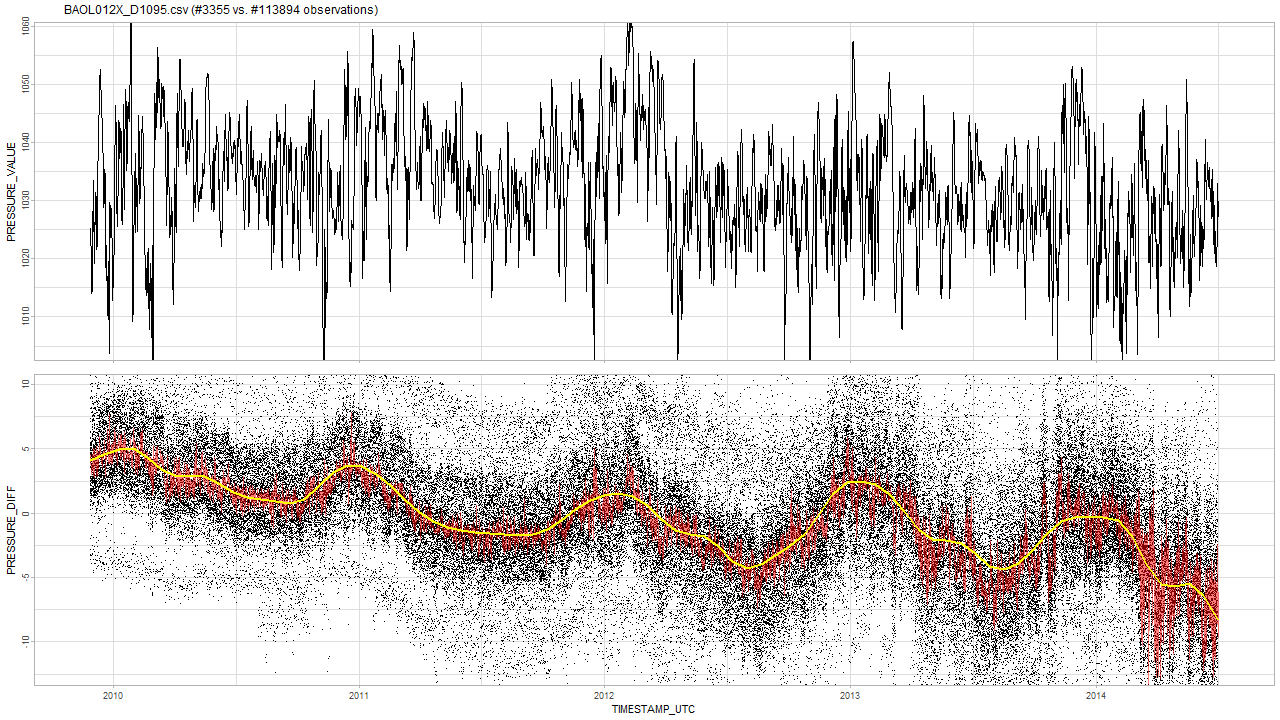 BAOL012X_D1095.csv (#3355 vs. #113894 observations)
1060
1050
1040
1030
1020
1010
PRESSURE_VALUE
10
5
0
-5
-10
PRESSURE_DIFF
2010 2011 2012 2013 2014
TIMESTAMP_UTC